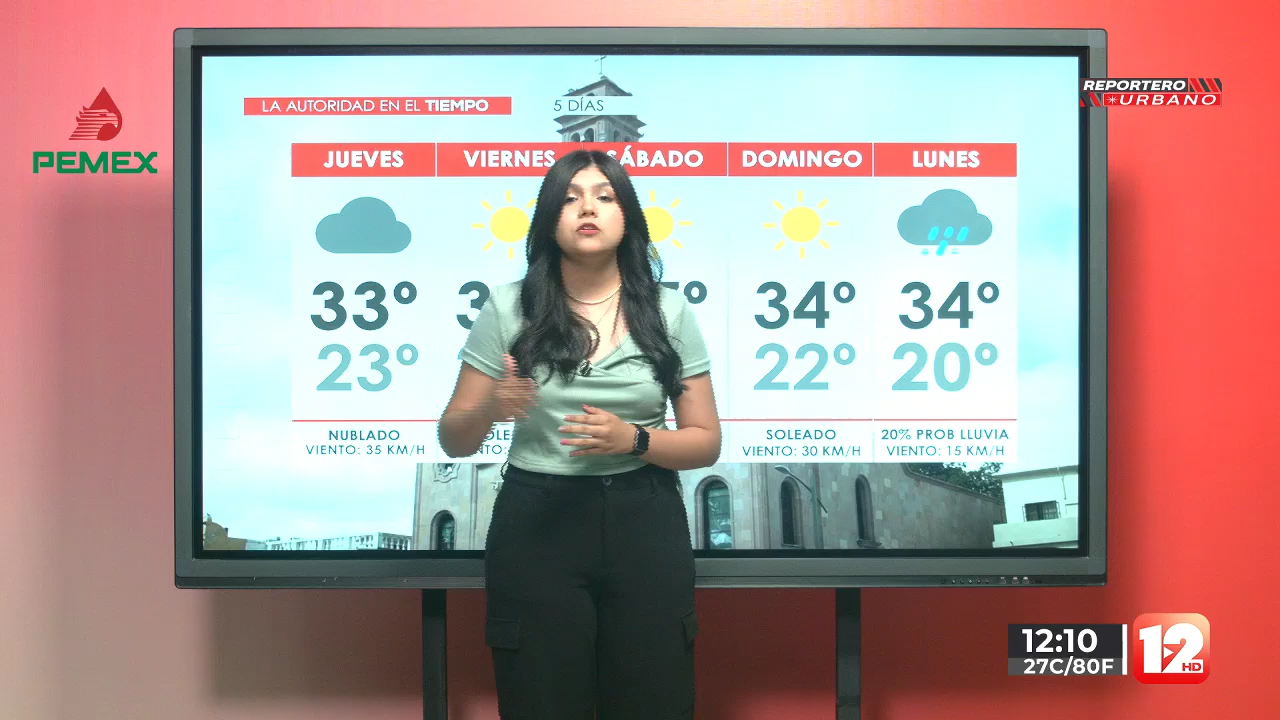 PEMEX
REPORTERO
URBANO
LA AUTORIDAD EN EL TIEMPO
5 DÍAS
JUEVES VIERNES SÁBADO DOMINGO LUNES
33° 34° 34°
23° 22° 20°
NUBLADO SOLEADO 20% PROB LLUVIA
VIENTO: 35 KM/H VIENTO: 30 KM/H VIENTO: 15 KM/H
12:10
27C/80F
12
HD